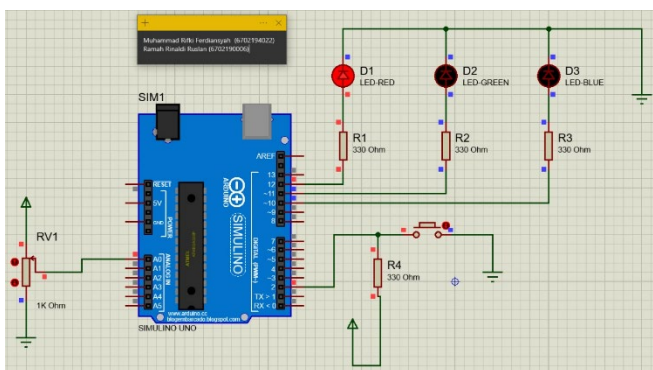 Muhammad Rifki Ferdiansyah (6702194022)
Ramah Rinaldi Ruslan (6702190006)
SIM1
D1
LED-RED
D2
LED-GREEN
D3
LED-BLUE
R1
330 Ohm
R2
330 Ohm
R3
330 Ohm
AREF
13
12
~11
~10
~9
8
RESET
5V
GND
POWER
ARDUINO
SIMULINO
DIGITAL (PWM~)
7
~6
~5
4
~3
2
TX > 1
RX < 0
A0
A1
A2
A3
A4
A5
ANALOG IN
www.arduino.cc
blogembarcado.blogspot.com
SIMULINO UNO
RV1
1K Ohm
R4
330 Ohm